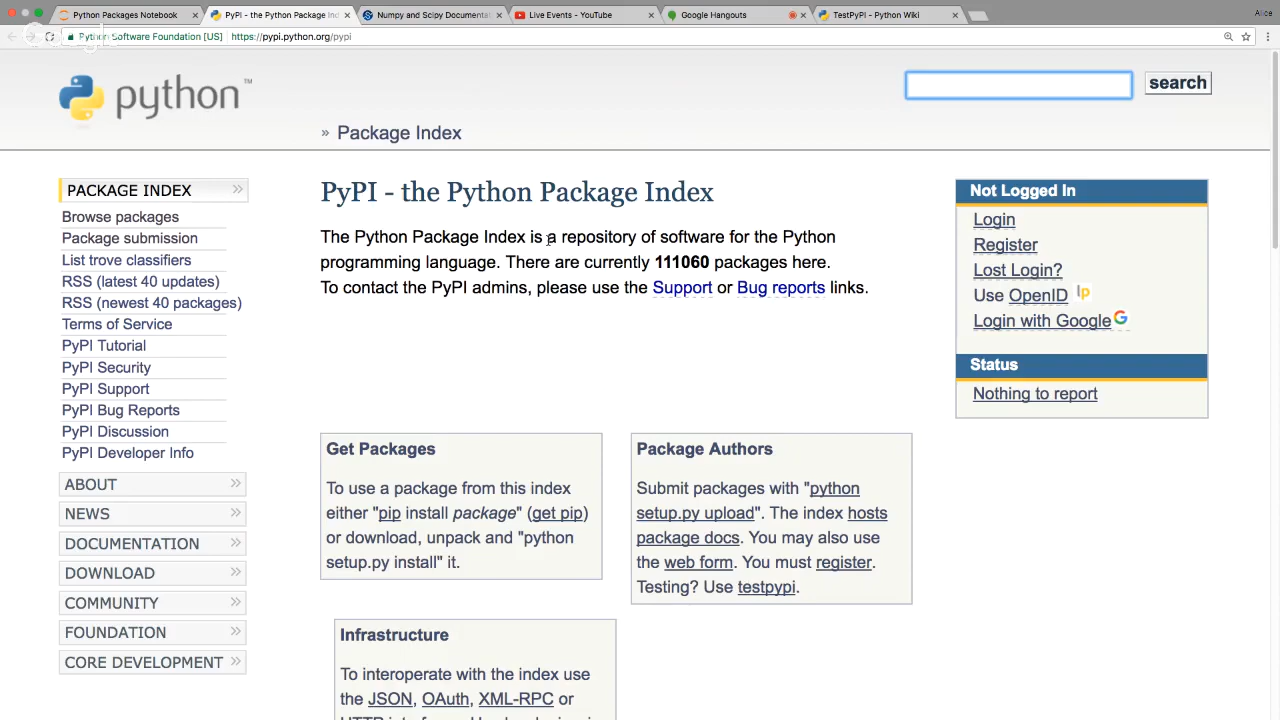 Python Packages Notebook
PyPI - the Python Package Ind
Numpy and Scipy Documentat
Live Events - YouTube
Google Hangouts
TestPyPI - Python Wiki
Alice
Python Software Foundation [US]
https://pypi.python.org/pypi
python™
search
» Package Index
PACKAGE INDEX »
Browse packages
Package submission
List trove classifiers
RSS (latest 40 updates)
RSS (newest 40 packages)
Terms of Service
PyPI Tutorial
PyPI Security
PyPI Support
PyPI Bug Reports
PyPI Discussion
PyPI Developer Info
ABOUT »
NEWS »
DOCUMENTATION »
DOWNLOAD »
COMMUNITY »
FOUNDATION »
CORE DEVELOPMENT »
PyPI - the Python Package Index
The Python Package Index is a repository of software for the Python
programming language. There are currently 111060 packages here.
To contact the PyPI admins, please use the Support or Bug reports links.
Get Packages
To use a package from this index
either "pip install package" (get pip)
or download, unpack and "python
setup.py install" it.
Package Authors
Submit packages with "python
setup.py upload". The index hosts
package docs. You may also use
the web form. You must register.
Testing? Use testpypi.
Infrastructure
To interoperate with the index use
the JSON, OAuth, XML-RPC or
Not Logged In
Login
Register
Lost Login?
Use OpenID lp
Login with Google G
Status
Nothing to report